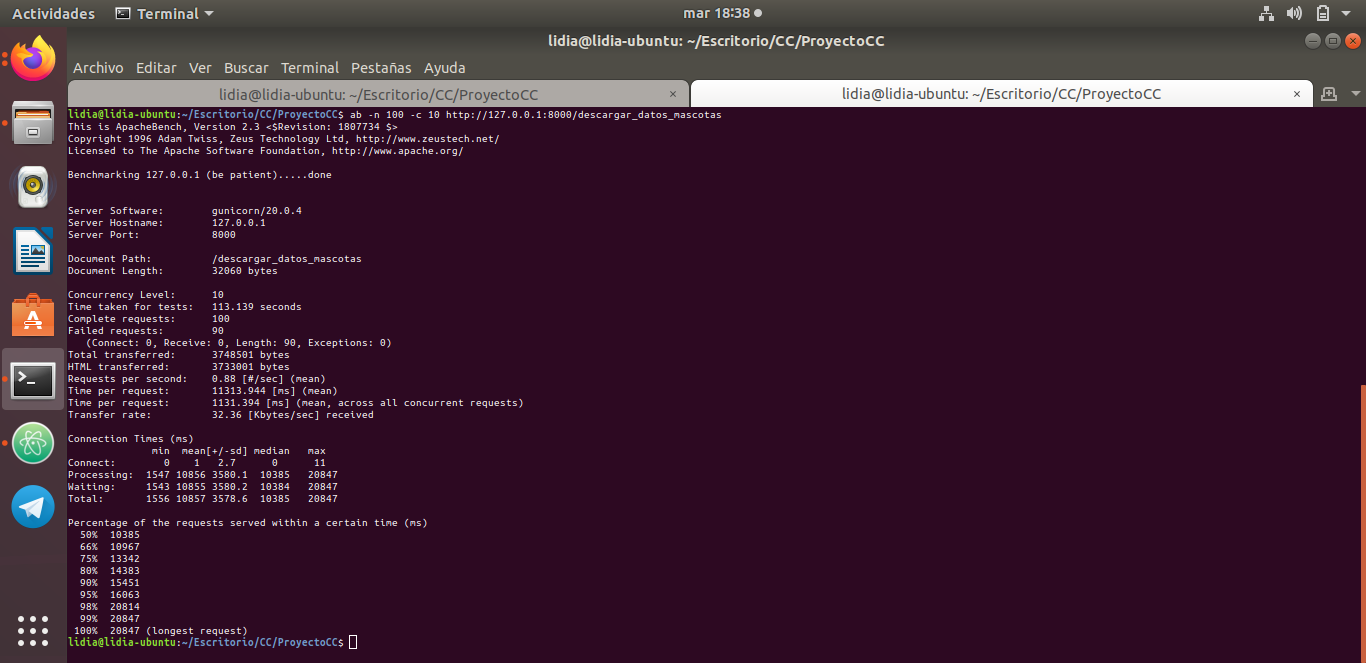 Actividades Terminal mar 18:38
lidia@lidia-ubuntu: ~/Escritorio/CC/ProyectoCC
Archivo Editar Ver Buscar Terminal Pestañas Ayuda
lidia@lidia-ubuntu: ~/Escritorio/CC/ProyectoCC × lidia@lidia-ubuntu: ~/Escritorio/CC/ProyectoCC ×
lidia@lidia-ubuntu:~/Escritorio/CC/ProyectoCC$ ab -n 100 -c 10 http://127.0.0.1:8000/descargar_datos_mascotas
This is ApacheBench, Version 2.3 <$Revision: 1807734 $>
Copyright 1996 Adam Twiss, Zeus Technology Ltd, http://www.zeustech.net/
Licensed to The Apache Software Foundation, http://www.apache.org/

Benchmarking 127.0.0.1 (be patient).....done


Server Software:        gunicorn/20.0.4
Server Hostname:        127.0.0.1
Server Port:            8000

Document Path:          /descargar_datos_mascotas
Document Length:        32060 bytes

Concurrency Level:      10
Time taken for tests:   113.139 seconds
Complete requests:      100
Failed requests:        90
   (Connect: 0, Receive: 0, Length: 90, Exceptions: 0)
Total transferred:      3748501 bytes
HTML transferred:       3733001 bytes
Requests per second:    0.88 [#/sec] (mean)
Time per request:       11313.944 [ms] (mean)
Time per request:       1131.394 [ms] (mean, across all concurrent requests)
Transfer rate:          32.36 [Kbytes/sec] received

Connection Times (ms)
              min  mean[+/-sd] median   max
Connect:        0    1   2.7      0      11
Processing:  1547 10856 3580.1  10385   20847
Waiting:     1543 10855 3580.2  10384   20847
Total:       1556 10857 3578.6  10385   20847

Percentage of the requests served within a certain time (ms)
  50%  10385
  66%  10967
  75%  13342
  80%  14383
  90%  15451
  95%  16063
  98%  20814
  99%  20847
 100%  20847 (longest request)
lidia@lidia-ubuntu:~/Escritorio/CC/ProyectoCC$